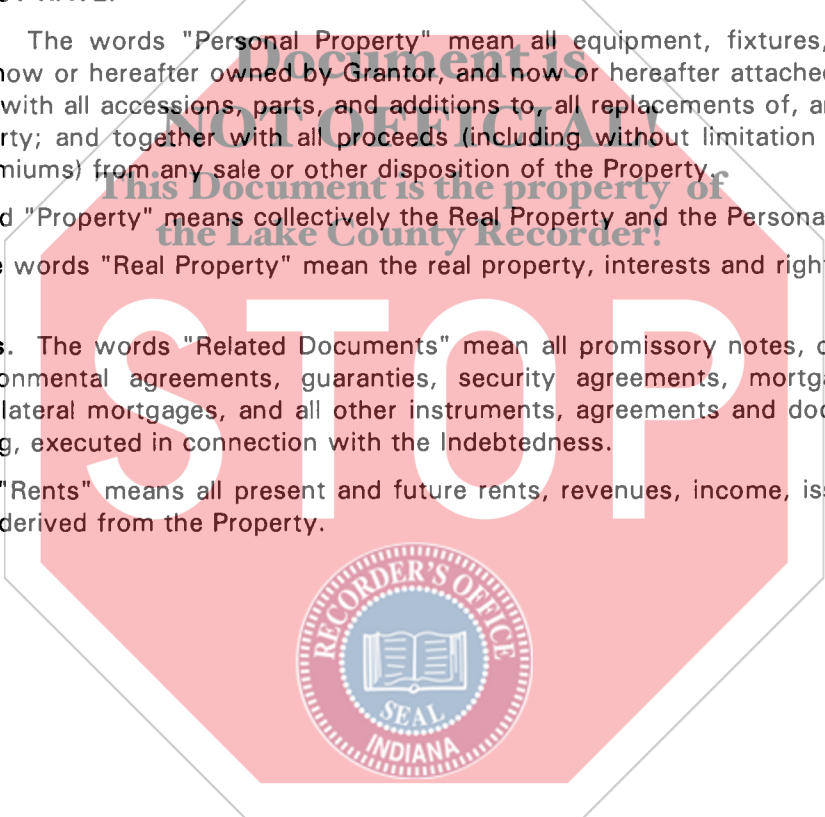 The words "Personal Property" mean all equipment, fixtures,
now or hereafter owned by Grantor, and now or hereafter attached
with all accessions, parts, and additions to, all replacements of, a
rty; and together with all proceeds (including without limitation
miums) from any sale or other disposition of the Property.
d "Property" means collectively the Real Property and the Persona
e words "Real Property" mean the real property, interests and righ
s. The words "Related Documents" mean all promissory notes, c
onmental agreements, guaranties, security agreements, mortga
lateral mortgages, and all other instruments, agreements and doc
g, executed in connection with the Indebtedness.
"Rents" means all present and future rents, revenues, income, iss
derived from the Property.
Document is
NOT OFFICIAL!
This Document is the property of
the Lake County Recorder!
STOP
RECORDER'S OFFICE
SEAL
INDIANA